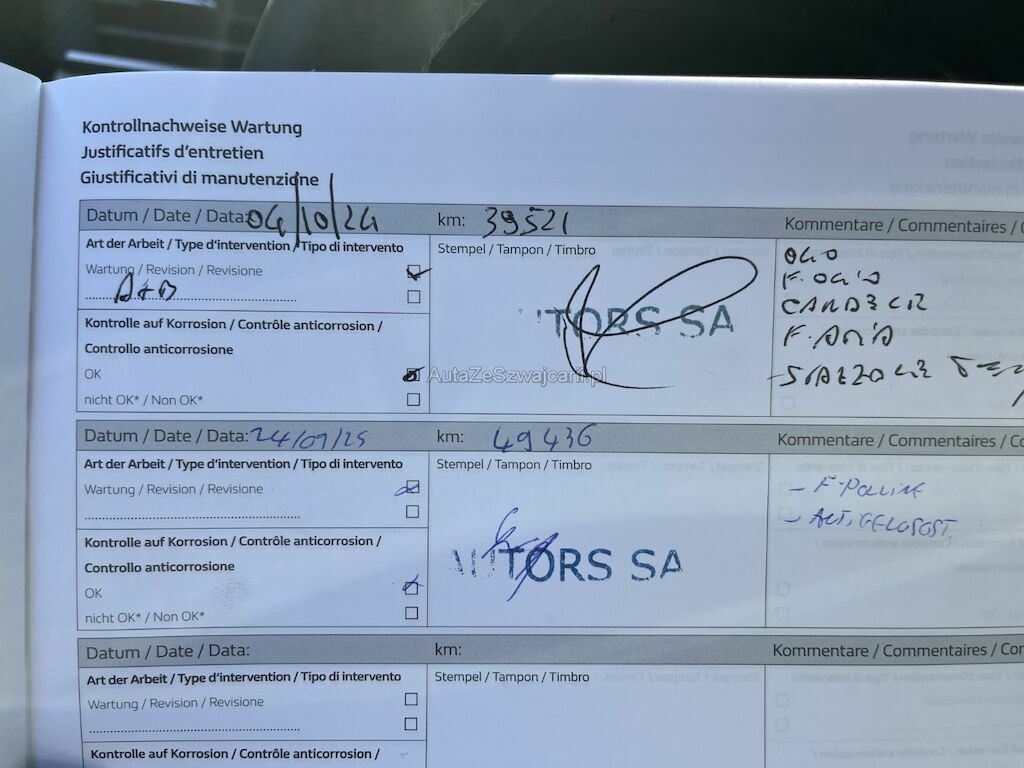 Kontrollnachweise Wartung
Justificatifs d'entretien
Giustificativi di manutenzione
Datum / Date / Data: 04/10/24 km: 39521 Kommentare / Commentaires /
Art der Arbeit / Type d'intervention / Tipo di intervento Stempel / Tampon / Timbro
Wartung / Revision / Revisione
OLIO
F. OLIO
CANDELE
F. ARIA
Kontrolle auf Korrosion / Contrôle anticorrosion /
Controllo anticorrosione
TORS SA
OK
nicht OK* / Non OK*
AutaZeSzwajcarii.pl
Datum / Date / Data: 24/09/25 km: 49436 Kommentare / Commentaires / Co
Art der Arbeit / Type d'intervention / Tipo di intervento Stempel / Tampon / Timbro
Wartung / Revision / Revisione
- F. POLLINE
Kontrolle auf Korrosion / Contrôle anticorrosion /
Controllo anticorrosione
AUTORS SA
OK
nicht OK* / Non OK*
Datum / Date / Data: km: Kommentare / Commentaires / Cor
Art der Arbeit / Type d'intervention / Tipo di intervento Stempel / Tampon / Timbro
Wartung / Revision / Revisione
Kontrolle auf Korrosion / Contrôle anticorrosion /